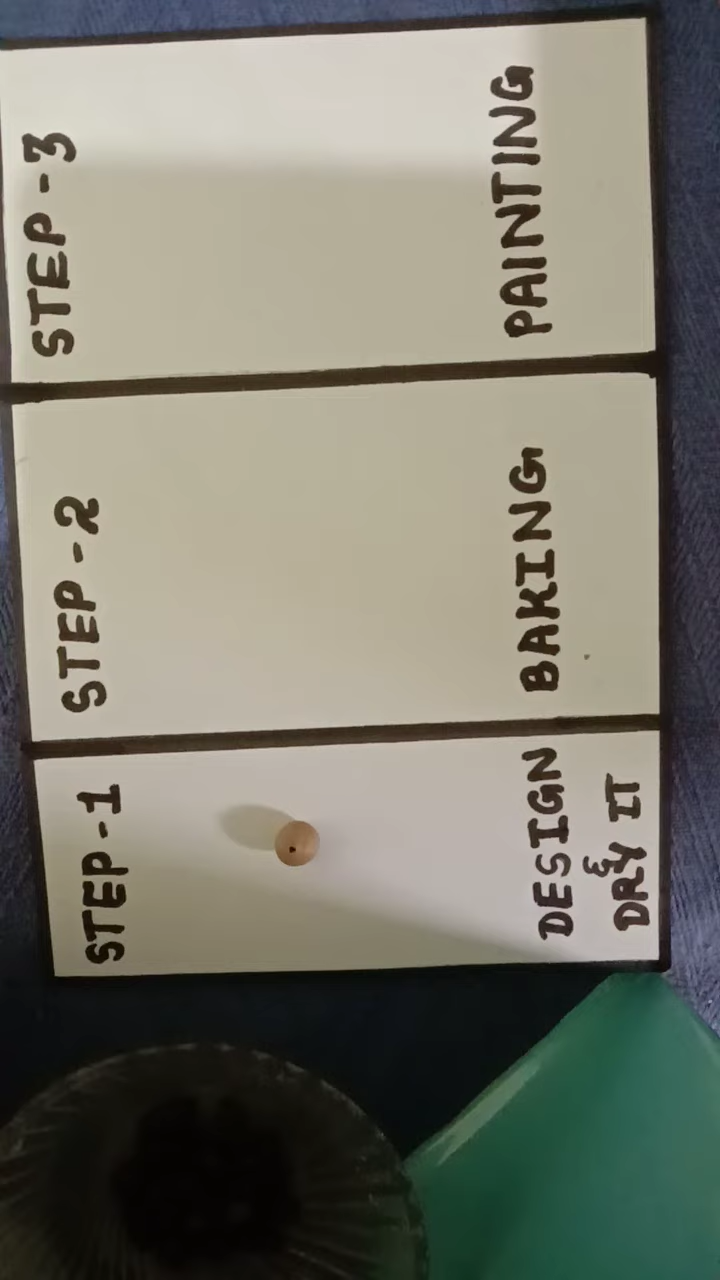 STEP-1
DESIGN
&
DRY IT
STEP-2
BAKING
STEP-3
PAINTING